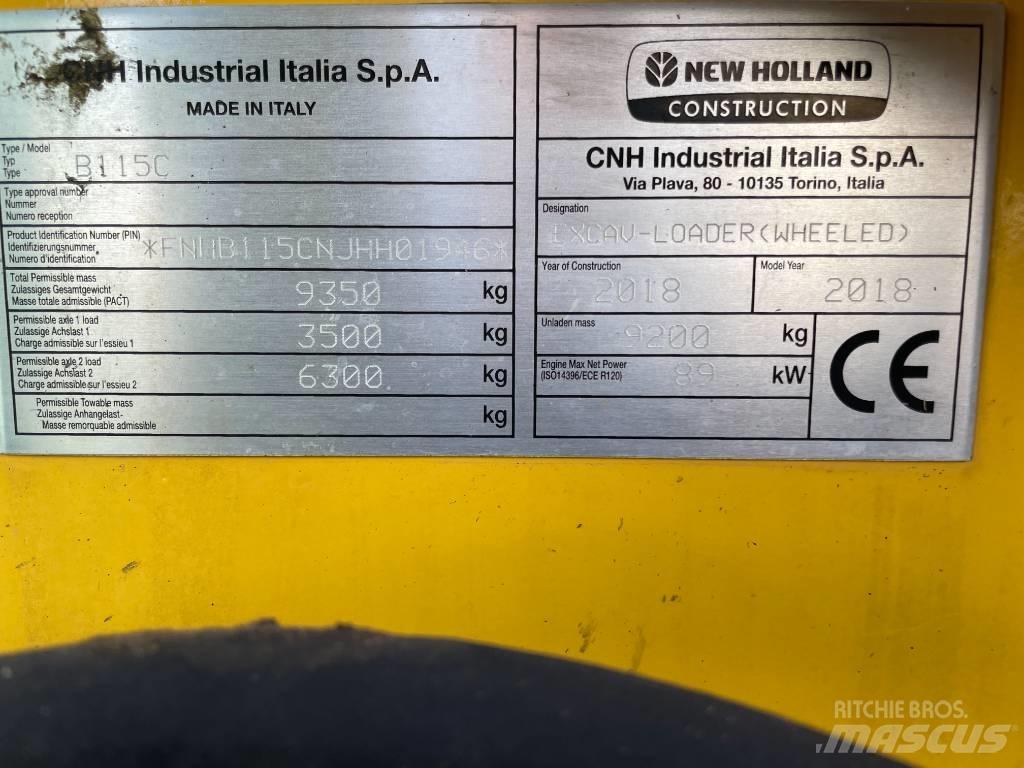 CNH Industrial Italia S.p.A.
MADE IN ITALY
Type / Model
Typ
Type
B115C
Type approval number
Nummer
Numero reception
Product Identification Number (PIN)
Identifizierungsnummer
Numero d'identification
*FNHB115CNJHH01946*
Total Permissible mass
Zulassiges Gesamtgewicht
Masse totale admissible (PACT)
9350 kg
Permissible axle 1 load
Zulassige Achslast 1
Charge admissible sur l'essieu 1
3500 kg
Permissible axle 2 load
Zulassige Achslast 2
Charge admissible sur l'essieu 2
6300 kg
Permissible Towable mass
Zulassige Anhangelast-
Masse remorquable admissible
kg
NEW HOLLAND
CONSTRUCTION
CNH Industrial Italia S.p.A.
Via Plava, 80 - 10135 Torino, Italia
Designation
EXCAV-LOADER(WHEELED)
Year of Construction
2018
Model Year
2018
Unladen mass
9200 kg
Engine Max Net Power
(ISO14396/ECE R120)
89 kW
CE
RITCHIE BROS.
MASCUS